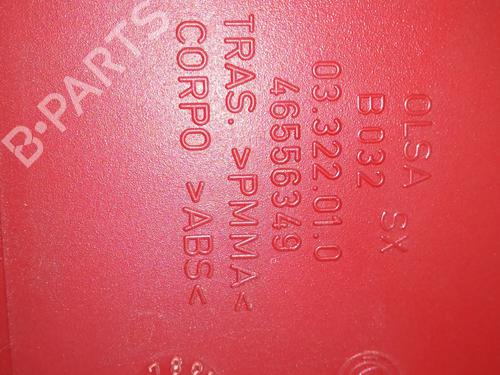 OLSA SX
B032
03.322.01.0
46556349
TRAS. >PMMA<
CORPO >ABS<
B-PARTS